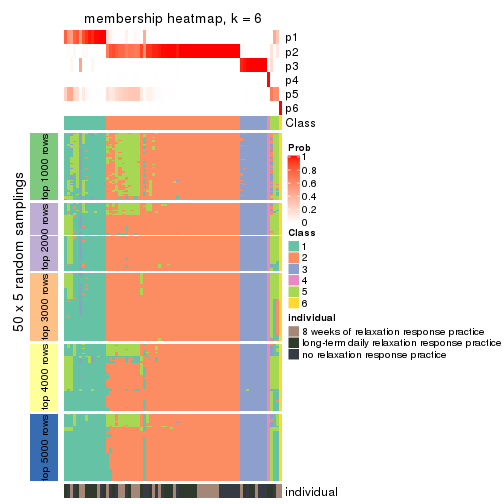 membership heatmap, k = 6
p1
p2
p3
p4
p5
p6
Class
50 x 5 random samplings
top 1000 rows
top 2000 rows
top 3000 rows
top 4000 rows
top 5000 rows
Prob
1
0.8
0.6
0.4
0.2
0
Class
1
2
3
4
5
6
individual
8 weeks of relaxation response practice
long-term daily relaxation response practice
no relaxation response practice
individual